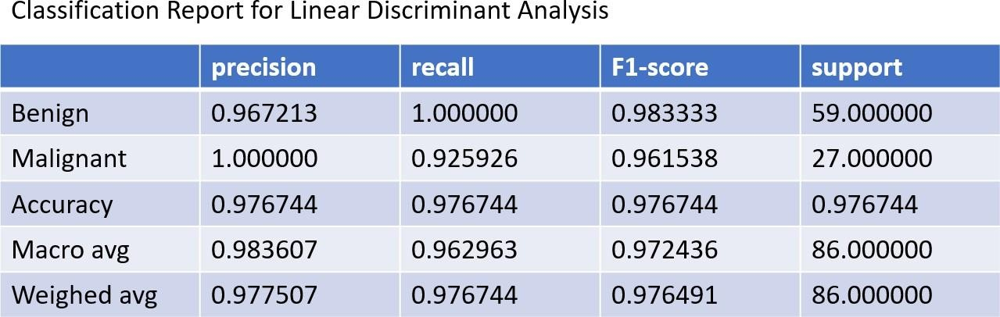 Classification Report for Linear Discriminant Analysis
precision recall F1-score support
Benign 0.967213 1.000000 0.983333 59.000000
Malignant 1.000000 0.925926 0.961538 27.000000
Accuracy 0.976744 0.976744 0.976744 0.976744
Macro avg 0.983607 0.962963 0.972436 86.000000
Weighed avg 0.977507 0.976744 0.976491 86.000000